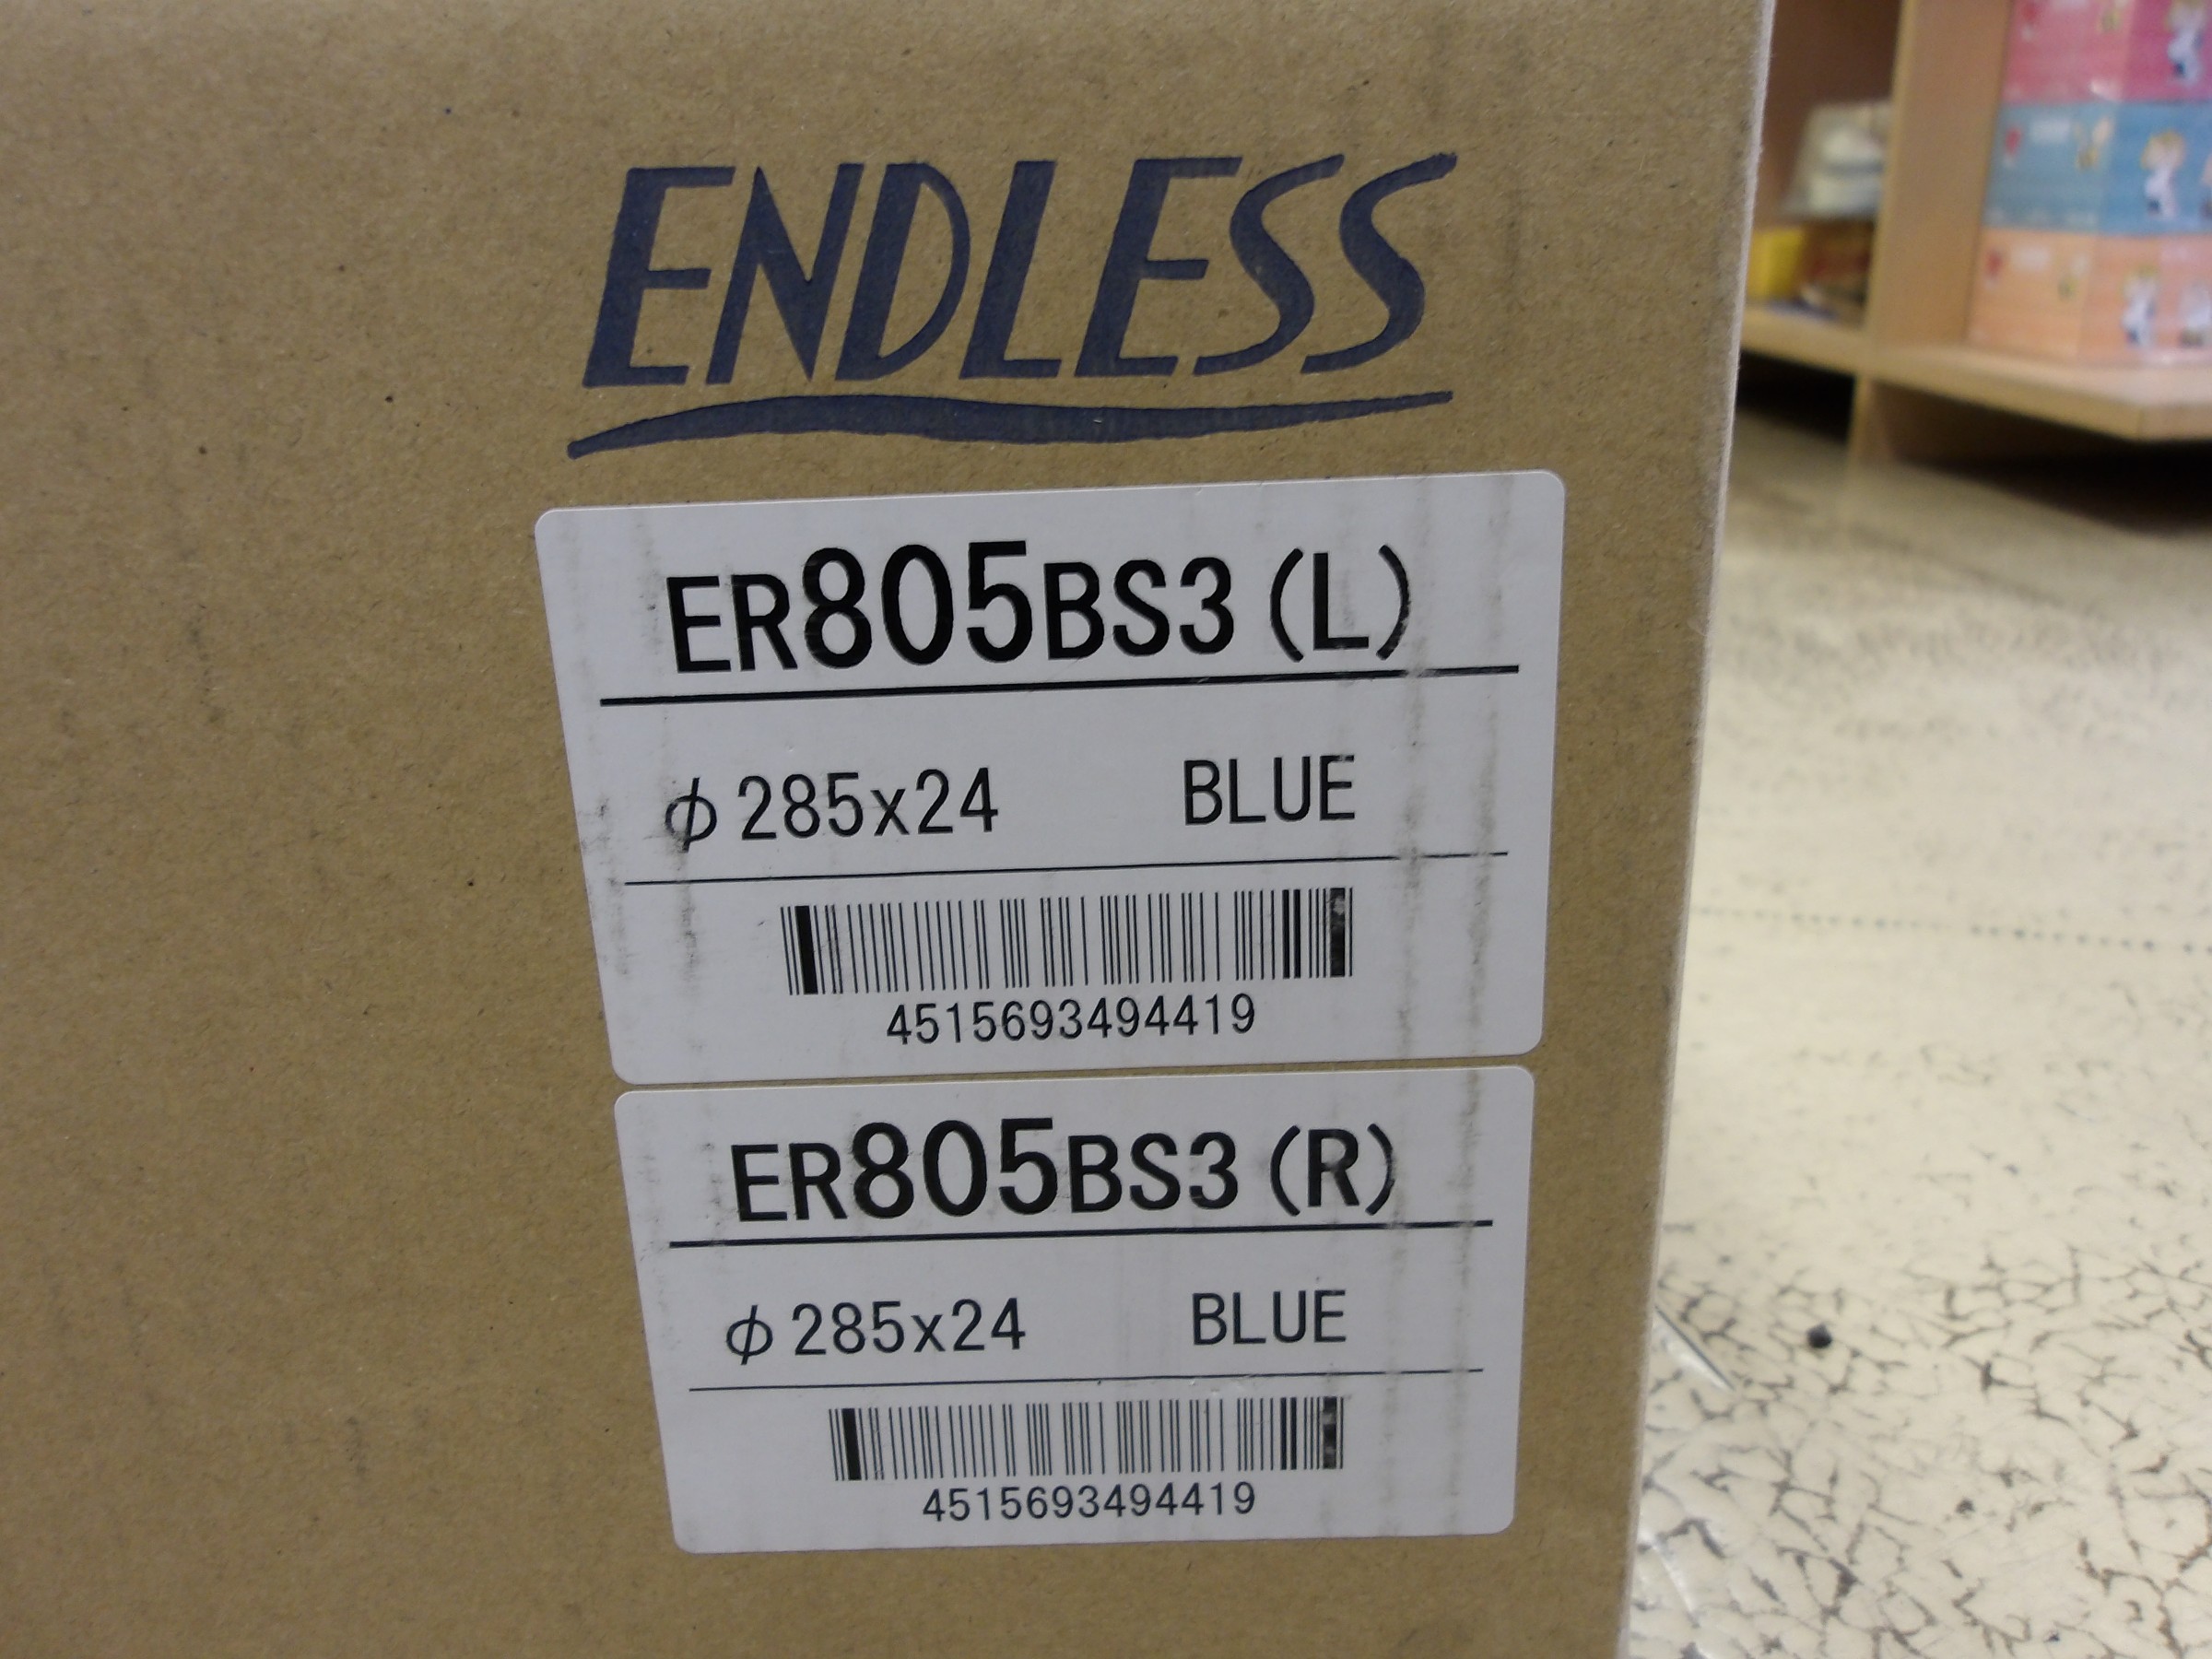 ENDLESS
ER805BS3 (L)
φ285x24 BLUE
4515693494419
ER805BS3 (R)
φ285x24 BLUE
4515693494419